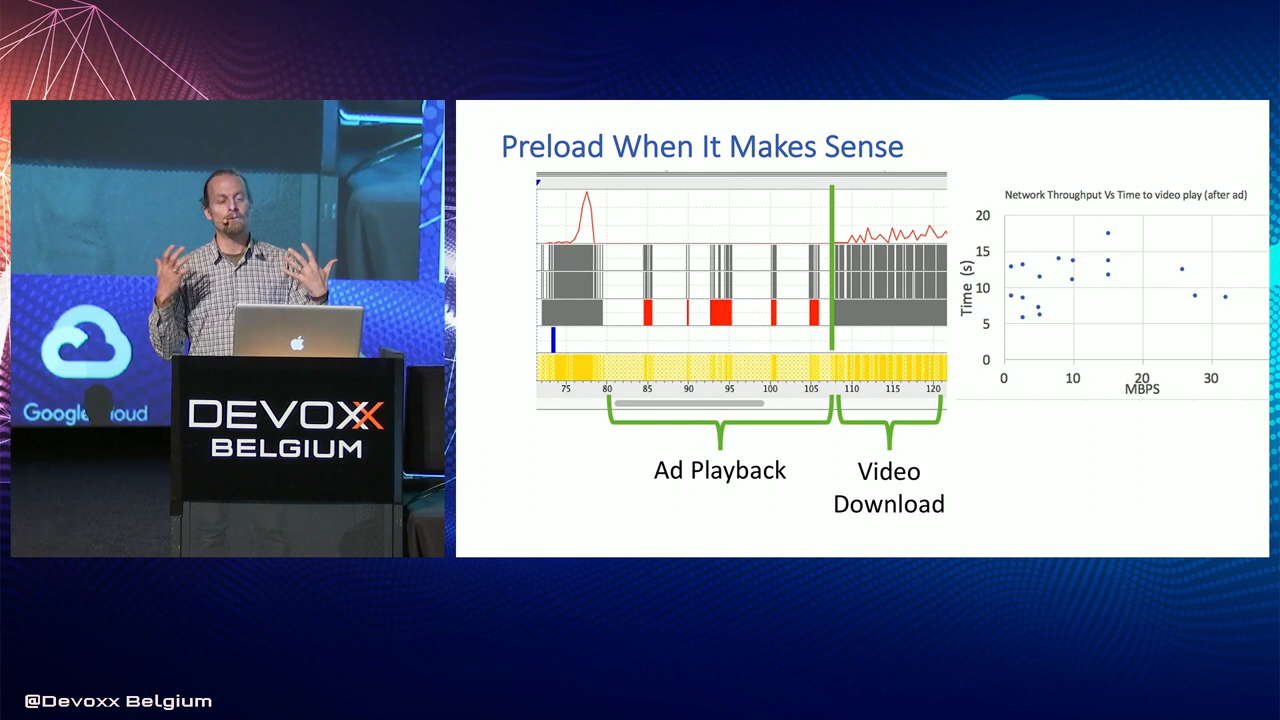 Preload When It Makes Sense
75 80 85 90 95 100 105 110 115 120
Ad Playback
Video
Download
Network Throughput Vs Time to video play (after ad)
20
15
10
5
0
Time (s)
0 10 20 30
MBPS
DEVOXX
BELGIUM
Google
@Devoxx Belgium